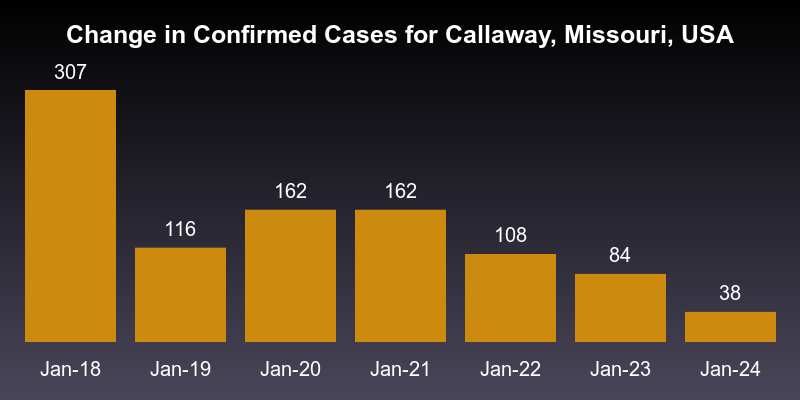 Change in Confirmed Cases for Callaway, Missouri, USA
307
116
162
162
108
84
38
Jan-18
Jan-19
Jan-20
Jan-21
Jan-22
Jan-23
Jan-24